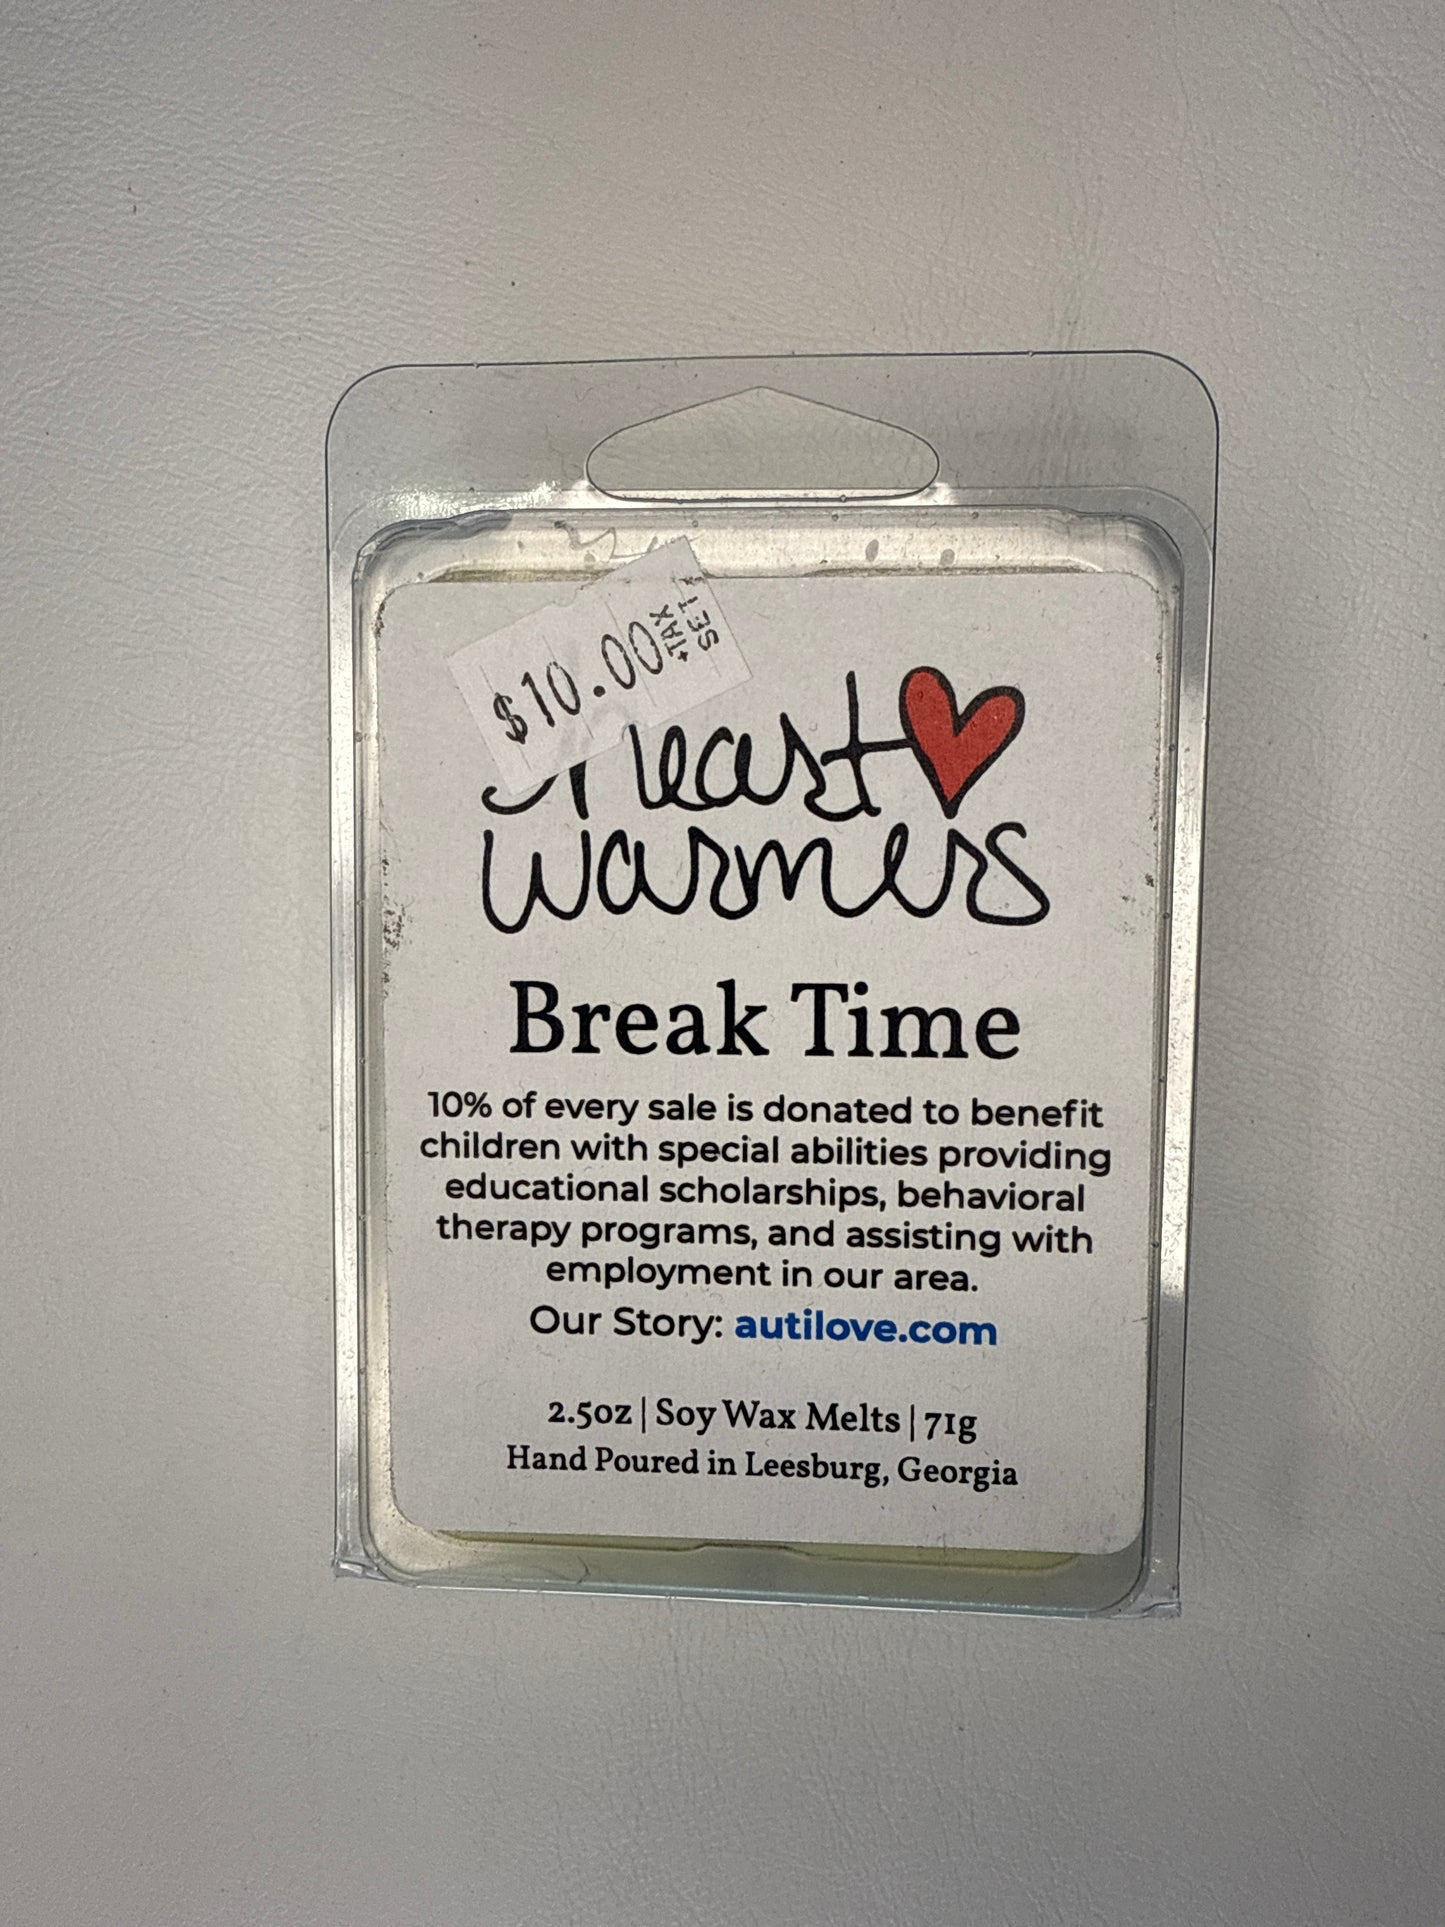 $10.00
+TAX
SET
Heart
warmers
Break Time
10% of every sale is donated to benefit
children with special abilities providing
educational scholarships, behavioral
therapy programs, and assisting with
employment in our area.
Our Story: autilove.com
2.5oz | Soy Wax Melts | 71g
Hand Poured in Leesburg, Georgia